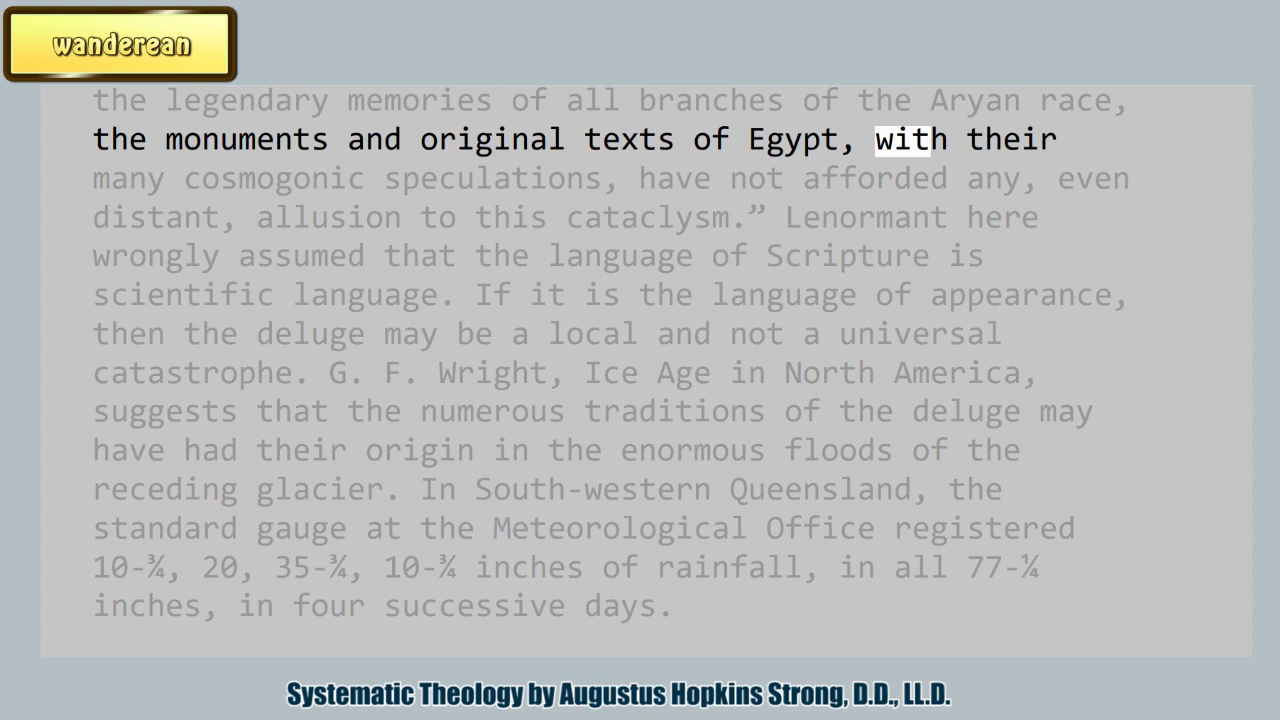 wanderean
the legendary memories of all branches of the Aryan race,
the monuments and original texts of Egypt, with their
many cosmogonic speculations, have not afforded any, even
distant, allusion to this cataclysm.” Lenormant here
wrongly assumed that the language of Scripture is
scientific language. If it is the language of appearance,
then the deluge may be a local and not a universal
catastrophe. G. F. Wright, Ice Age in North America,
suggests that the numerous traditions of the deluge may
have had their origin in the enormous floods of the
receding glacier. In South-western Queensland, the
standard gauge at the Meteorological Office registered
10-¾, 20, 35-¾, 10-¾ inches of rainfall, in all 77-¼
inches, in four successive days.
Systematic Theology by Augustus Hopkins Strong, D.D., LL.D.